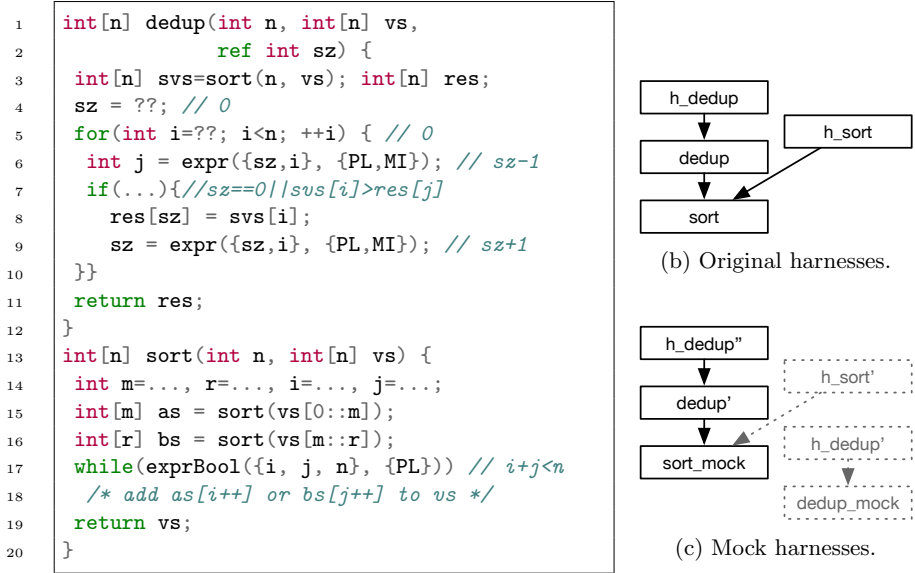 1 int[n] dedup(int n, int[n] vs,
2 ref int sz) {
3 int[n] svs=sort(n, vs); int[n] res;
4 sz = ??; // 0
5 for(int i=??; i<n; ++i) { // 0
6 int j = expr({sz,i}, {PL,MI}); // sz-1
7 if(...){//sz==0||svs[i]>res[j]
8 res[sz] = svs[i];
9 sz = expr({sz,i}, {PL,MI}); // sz+1
10 }}
11 return res;
12 }
13 int[n] sort(int n, int[n] vs) {
14 int m=..., r=..., i=..., j=...;
15 int[m] as = sort(vs[0::m]);
16 int[r] bs = sort(vs[m::r]);
17 while(exprBool({i, j, n}, {PL})) // i+j<n
18 /* add as[i++] or bs[j++] to vs */
19 return vs;
20 }
h_dedup
h_sort
dedup
sort
(b) Original harnesses.
h_dedup"
h_sort'
dedup'
h_dedup'
sort_mock
dedup_mock
(c) Mock harnesses.